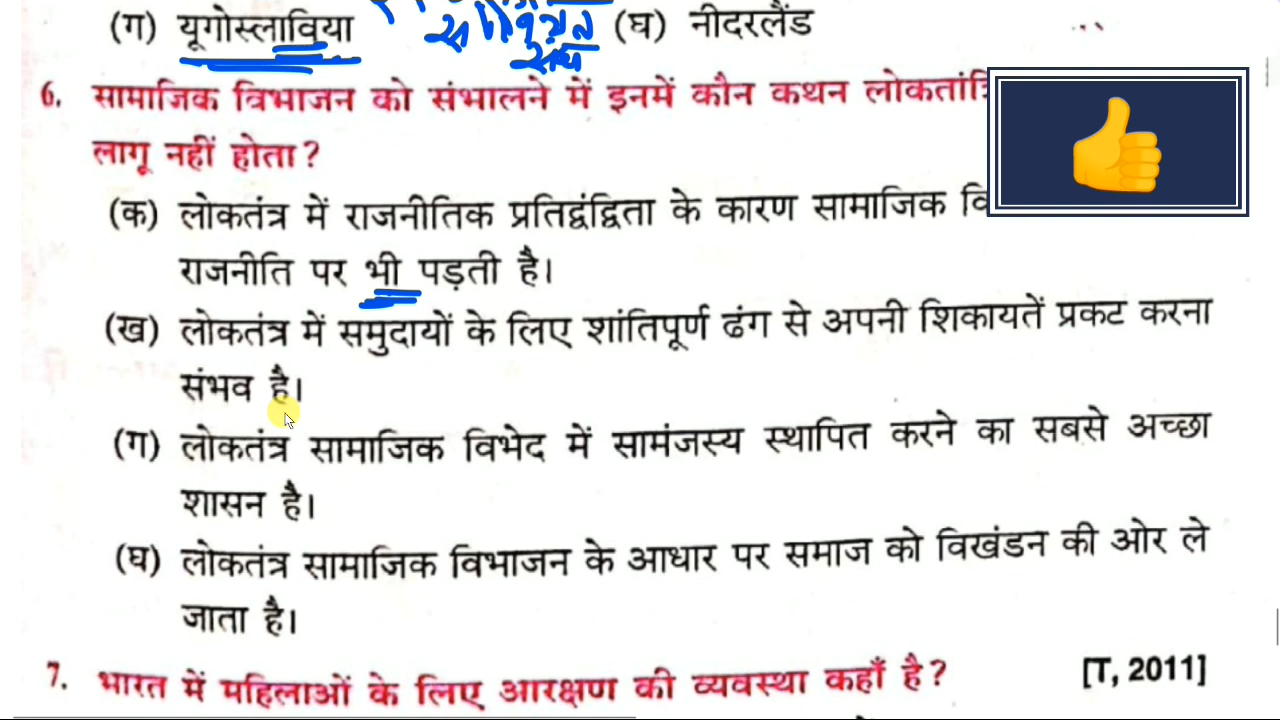 (ग) यूगोस्लाविया (घ) नीदरलैंड
6. सामाजिक विभाजन को संभालने में इनमें कौन कथन
लागू नहीं होता?
(क) लोकतंत्र में राजनीतिक प्रतिद्वंद्विता के कारण सामाजिक
राजनीति पर भी पड़ती है।
(ख) लोकतंत्र में समुदायों के लिए शांतिपूर्ण ढंग से अपनी शिकायतें प्रकट करना
संभव है।
(ग) लोकतंत्र सामाजिक विभेद में सामंजस्य स्थापित करने का सबसे अच्छा
शासन है।
(घ) लोकतंत्र सामाजिक विभाजन के आधार पर समाज को विखंडन की ओर ले
जाता है।
7. भारत में महिलाओं के लिए आरक्षण की व्यवस्था कहाँ है? [T, 2011]